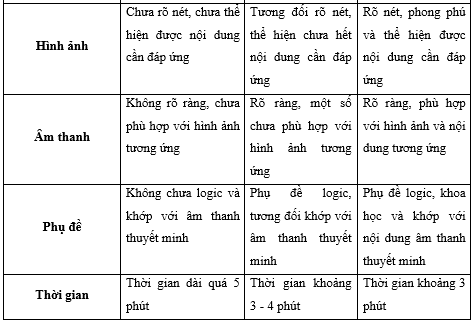 Hình ảnh
Chưa rõ nét, chưa thể
hiện được nội dung
cần đáp ứng
Tương đối rõ nét,
thể hiện chưa hết
nội dung cần đáp
ứng
Rõ nét, phong phú
và thể hiện được
nội dung cần đáp
ứng
Âm thanh
Không rõ ràng, chưa
phù hợp với hình ảnh
tương ứng
Rõ ràng, một số
chưa phù hợp với
hình ảnh tương
ứng
Rõ ràng, phù hợp
với hình ảnh và nội
dung tương ứng
Phụ đề
Không chưa logic và
khớp với âm thanh
thuyết minh
Phụ đề logic,
tương đối khớp với
âm thanh thuyết
minh
Phụ đề logic, khoa
học và khớp với
nội dung âm thanh
thuyết minh
Thời gian
Thời gian dài quá 5
phút
Thời gian khoảng
3 - 4 phút
Thời gian khoảng 3
phút